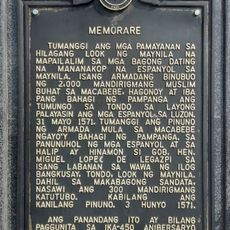 MEMORARE
TUMANGGI ANG MGA PAMAYANAN SA
HILAGANG LOOK NG MAYNILA NA
MAPAILALIM SA MGA BAGONG DATING
NA MANANAKOP NA ESPANYOL SA
MAYNILA. ISANG ARMADANG BINUBUO
NG 2,000 MANDIRIGMANG MUSLIM
BUHAT SA MACABEBE, HAGONOY AT IBA
PANG BAHAGI NG PAMPANGA ANG
TUMUNGO SA TONDO SA LAYONG
PALAYASIN ANG MGA ESPANYOL SA LUZON,
31 MAYO 1571. TUMANGGI ANG PINUNO
NG ARMADA MULA SA MACABEBE
NGAYO'Y BAHAGI NG PAMPANGA, SA
PANUNUHOL NG MGA ESPANYOL AT SA
HALIP AY HINAMON SI GOB. HEN.
MIGUEL LOPEZ DE LEGAZPI SA
ISANG LABANAN SA WAWA NG ILOG
BANGKUSAY, TONDO, LOOK NG MAYNILA.
DAHIL SA MAKABAGONG SANDATA,
NASAWI ANG 300 MANDIRIGMANG
KATUTUBO, KABILANG ANG
KANILANG PINUNO, 3 HUNYO 1571.
ANG PANANDANG ITO AY BILANG
PAGGUNITA SA IKA-450 ANIBERSARYO